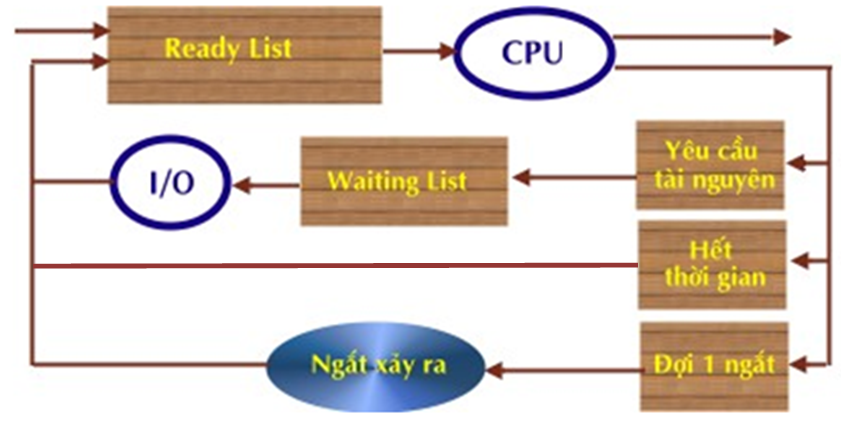 Ready List
CPU
I/O
Waiting List
Yêu cầu
tài nguyên
Hết
thời gian
Ngắt xảy ra
Đợi 1 ngắt